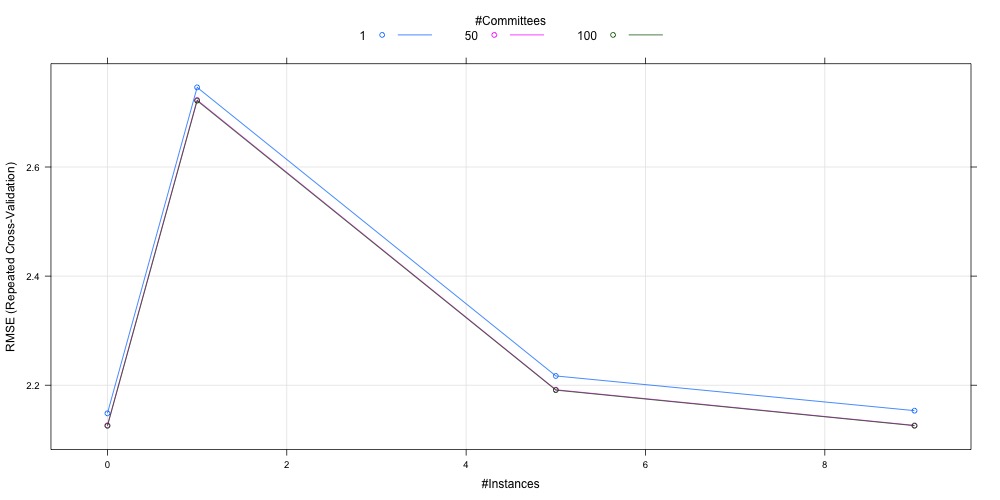 #Committees
1 50 100
RMSE (Repeated Cross-Validation)
2.6
2.4
2.2
0 2 4 6 8
#Instances